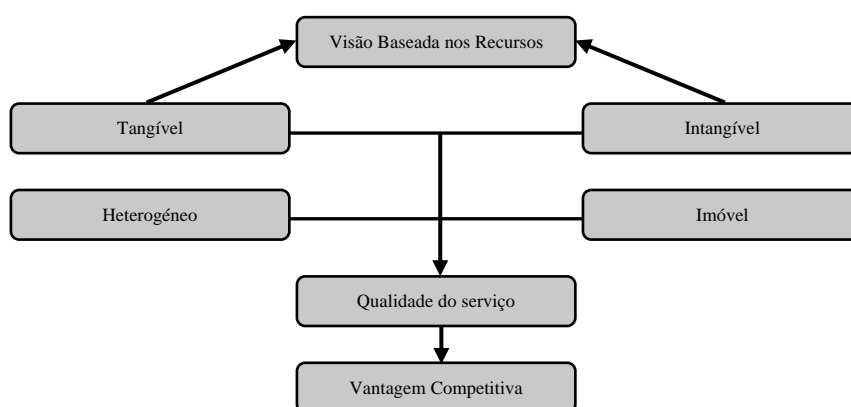 Visão Baseada nos Recursos
Tangível
Intangível
Heterogéneo
Imóvel
Qualidade do serviço
Vantagem Competitiva